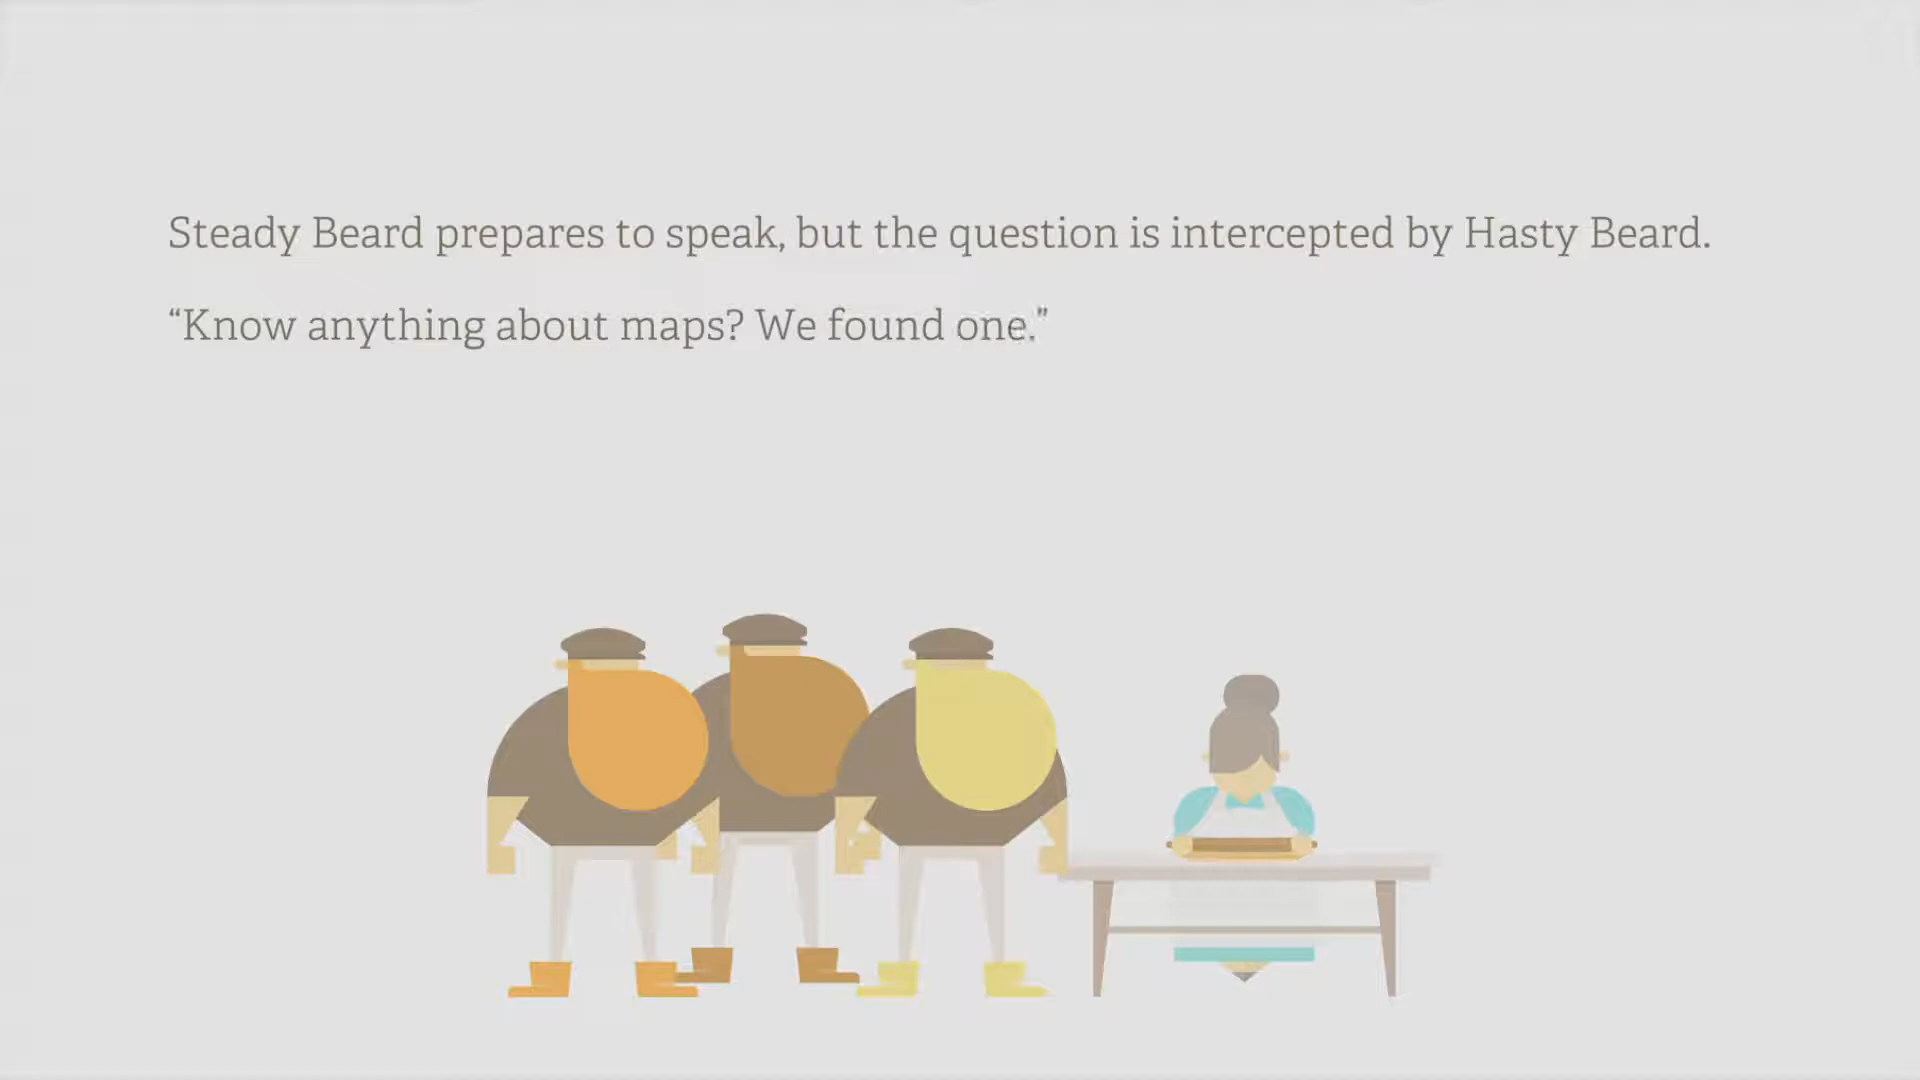 Steady Beard prepares to speak, but the question is intercepted by Hasty Beard.
“Know anything about maps? We found one.”